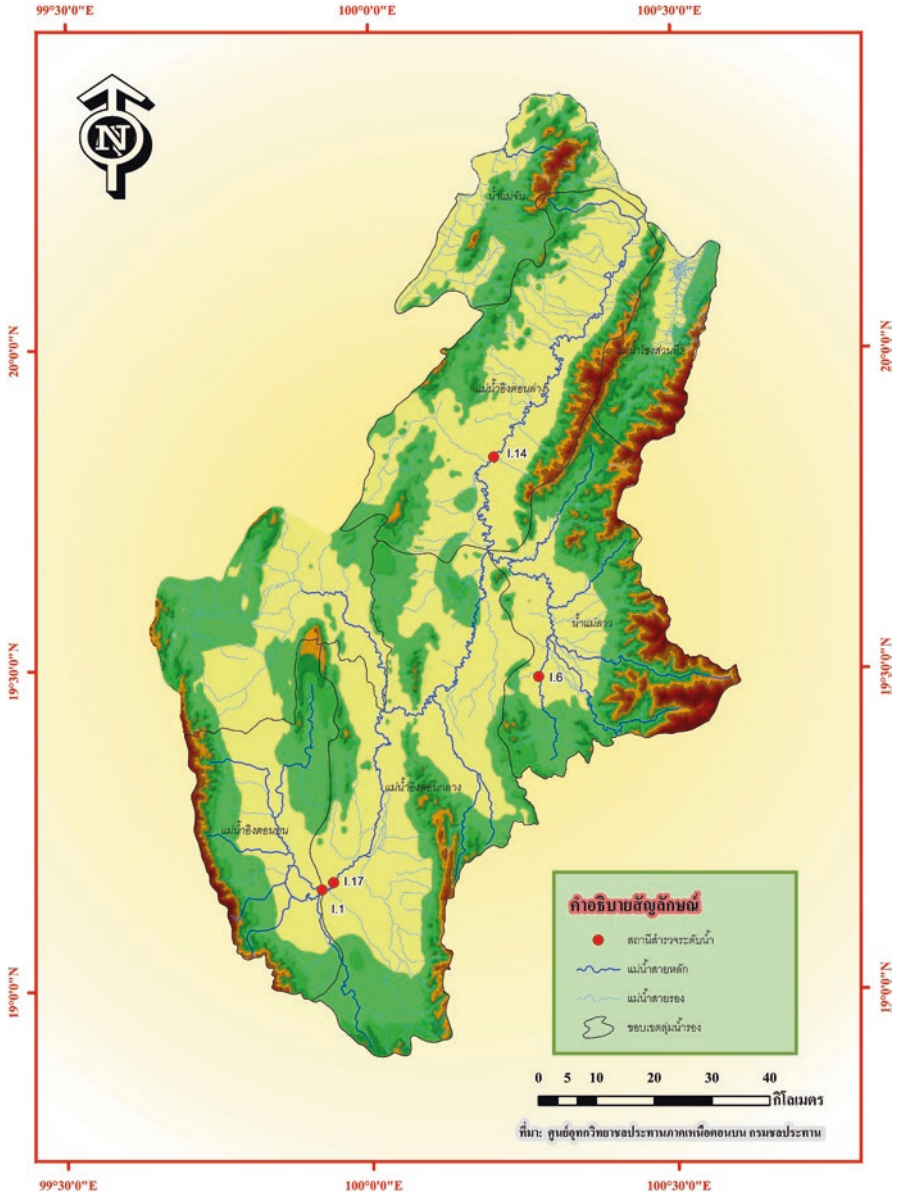 99°30'0"E 100°0'0"E 100°30'0"E
N
น้ำแม่จัน
20°0'0"N
แม่น้ำโขงส่วนที่2
20°0'0"N
แม่น้ำอิงตอนล่าง
I.14
น้ำแม่ลาว
19°30'0"N
I.6
19°30'0"N
แม่น้ำอิงตอนกลาง
แม่น้ำอิงตอนบน
I.17
I.1
คำอธิบายสัญลักษณ์
สถานีสำรวจระดับน้ำ
แม่น้ำสายหลัก
แม่น้ำสายรอง
ขอบเขตลุ่มน้ำรอง
19°0'0"N
19°0'0"N
0 5 10 20 30 40
กิโลเมตร
ที่มา: ศูนย์อุทกวิทยาชลประทานภาคเหนือตอนบน กรมชลประทาน
99°30'0"E 100°0'0"E 100°30'0"E